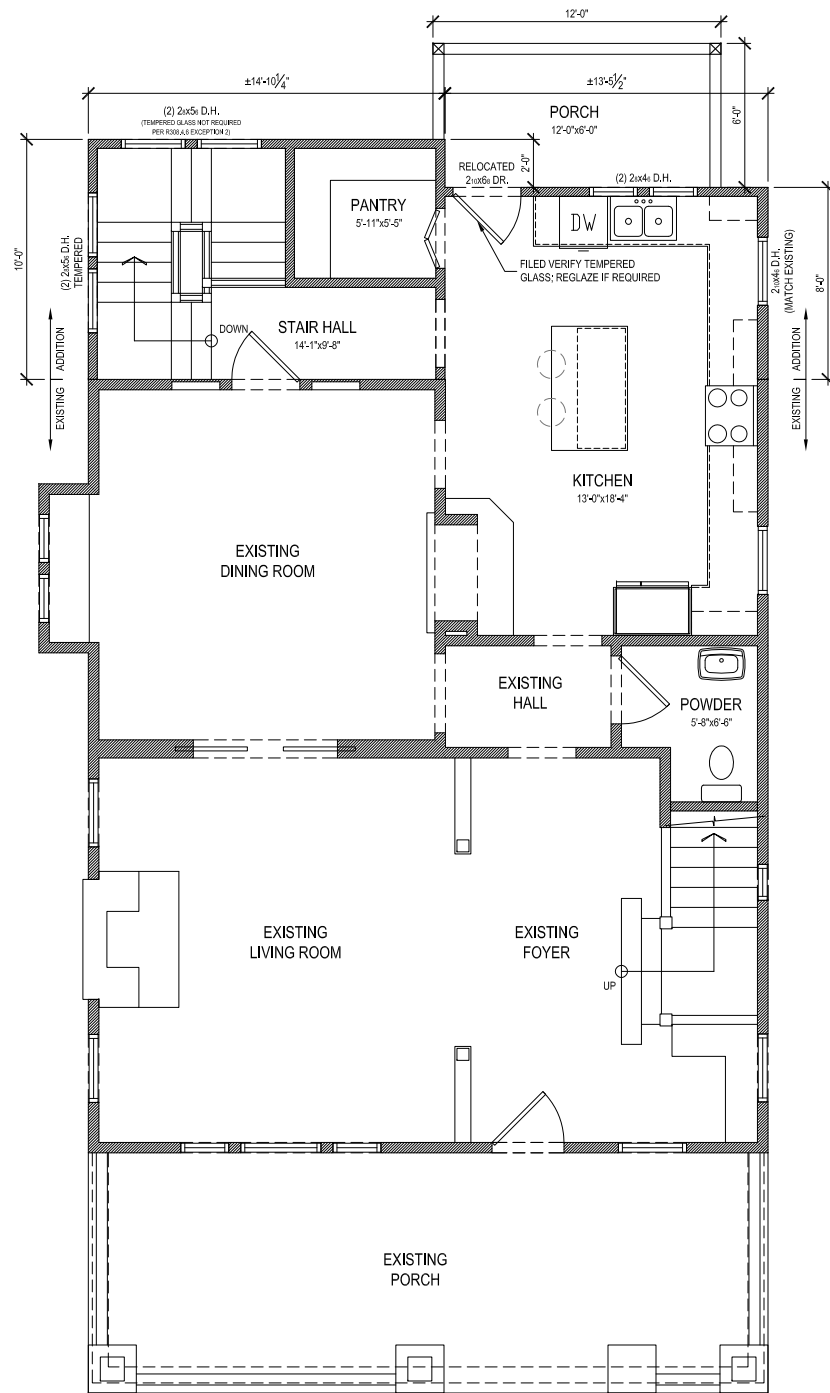 12'-0"
±14'-10¼"
±13'-5½"
(2) 2₈x5₆ D.H.
(TEMPERED GLASS NOT REQUIRED
PER R308.4.6 EXCEPTION 2)
PORCH
12'-0"x6'-0"
6'-0"
2'-0"
RELOCATED
2₁₀x6₈ DR.
(2) 2₆x4₆ D.H.
PANTRY
5'-11"x5'-5"
DW
FILED VERIFY TEMPERED
GLASS; REGLAZE IF REQUIRED
10'-0"
(2) 2₈x5₆ D.H.
TEMPERED
2₁₀x4₆ D.H.
(MATCH EXISTING)
8'-0"
DOWN
STAIR HALL
14'-1"x9'-8"
ADDITION
EXISTING
ADDITION
EXISTING
KITCHEN
13'-0"x18'-4"
EXISTING
DINING ROOM
EXISTING
HALL
POWDER
5'-8"x6'-6"
EXISTING
LIVING ROOM
EXISTING
FOYER
UP
EXISTING
PORCH